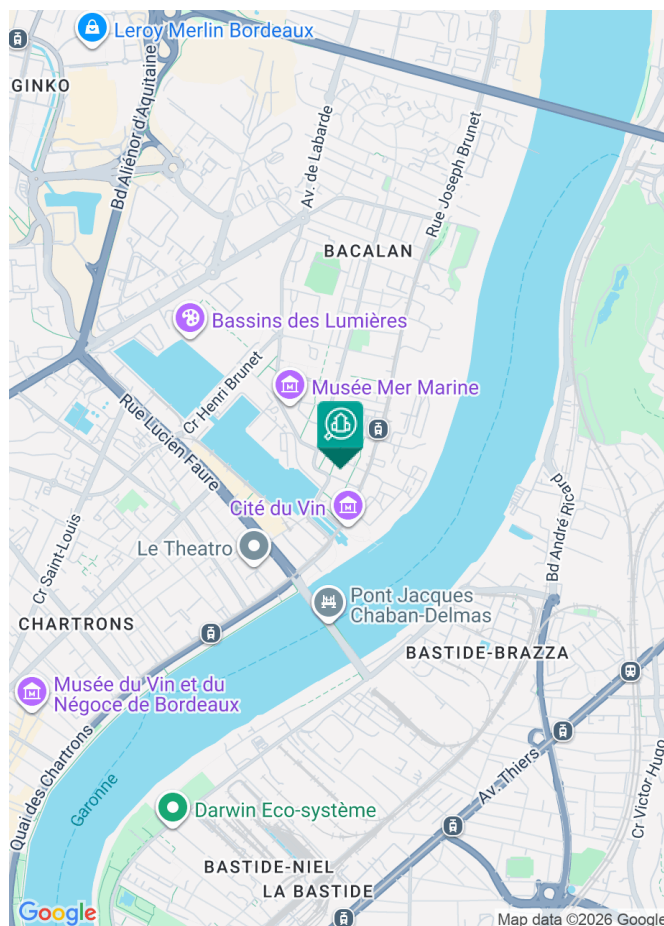 Leroy Merlin Bordeaux
GINKO
Bd Aliénor d'Aquitaine
Av. de Labarde
Rue Joseph Brunet
BACALAN
Bassins des Lumières
Cr Henri Brunet
Musée Mer Marine
Rue Lucien Faure
Cité du Vin
Bd André Ricard
Le Theatro
Cr Saint-Louis
Pont Jacques
Chaban-Delmas
CHARTRONS
BASTIDE-BRAZZA
Musée du Vin et du
Négoce de Bordeaux
Quai des Chartrons
Garonne
Av. Thiers
Cr Victor Hugo
Darwin Eco-système
BASTIDE-NIEL
LA BASTIDE
Google
Map data ©2026 Google